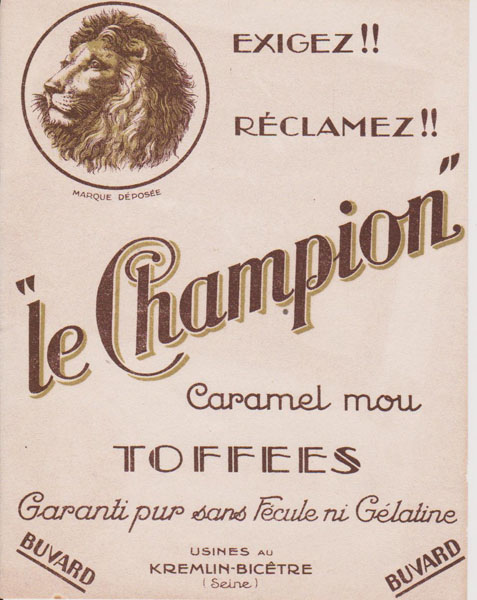 EXIGEZ!!
RÉCLAMEZ!!
MARQUE DÉPOSÉE
"le Champion"
Caramel mou
TOFFEES
Garanti pur sans Fécule ni Gélatine
BUVARD
USINES AU
KREMLIN-BICÊTRE
(Seine)
BUVARD